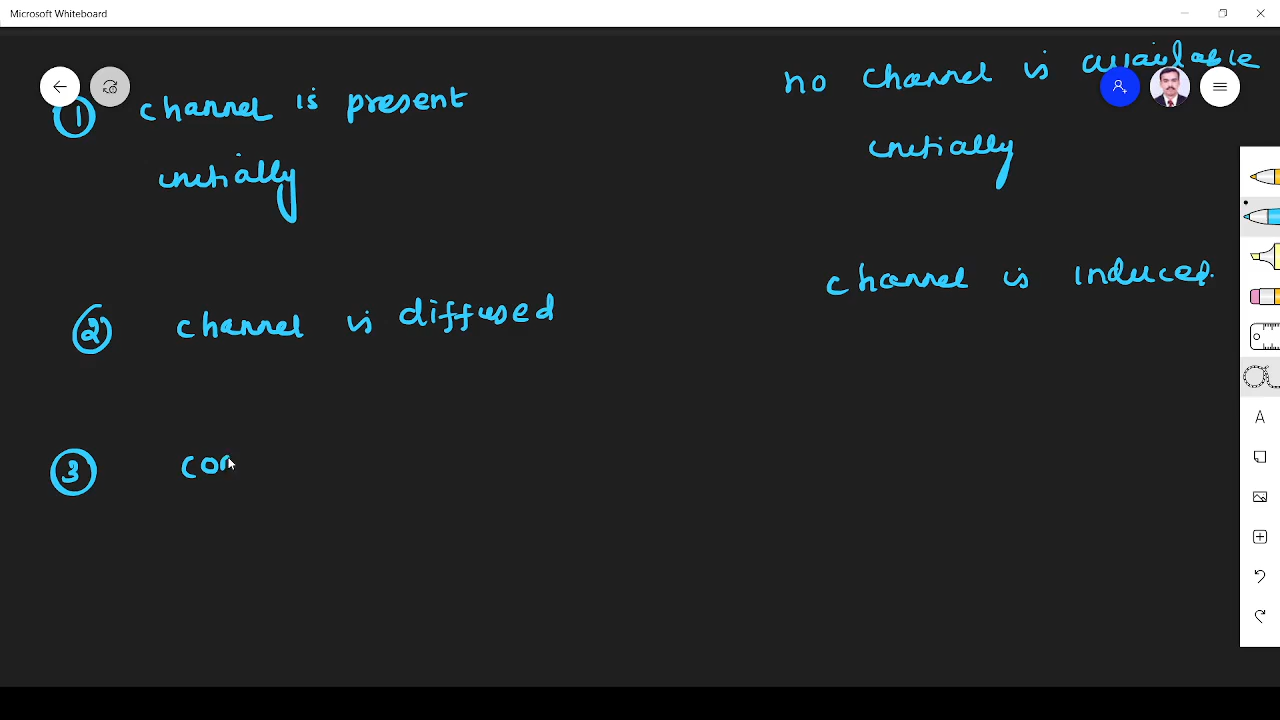 Microsoft Whiteboard
1 channel is present
initially
no channel is available
initially
2 channel is diffused
channel is induced.
3 con
A